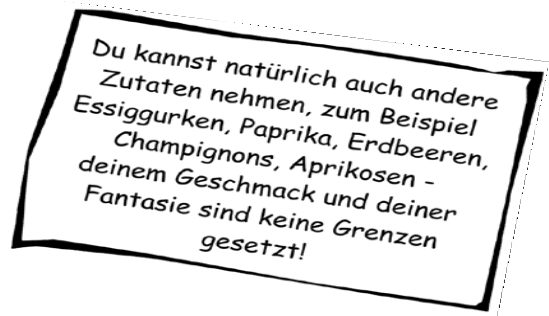 Du kannst natürlich auch andere
Zutaten nehmen, zum Beispiel
Essiggurken, Paprika, Erdbeeren,
Champignons, Aprikosen -
deinem Geschmack und deiner
Fantasie sind keine Grenzen
gesetzt!